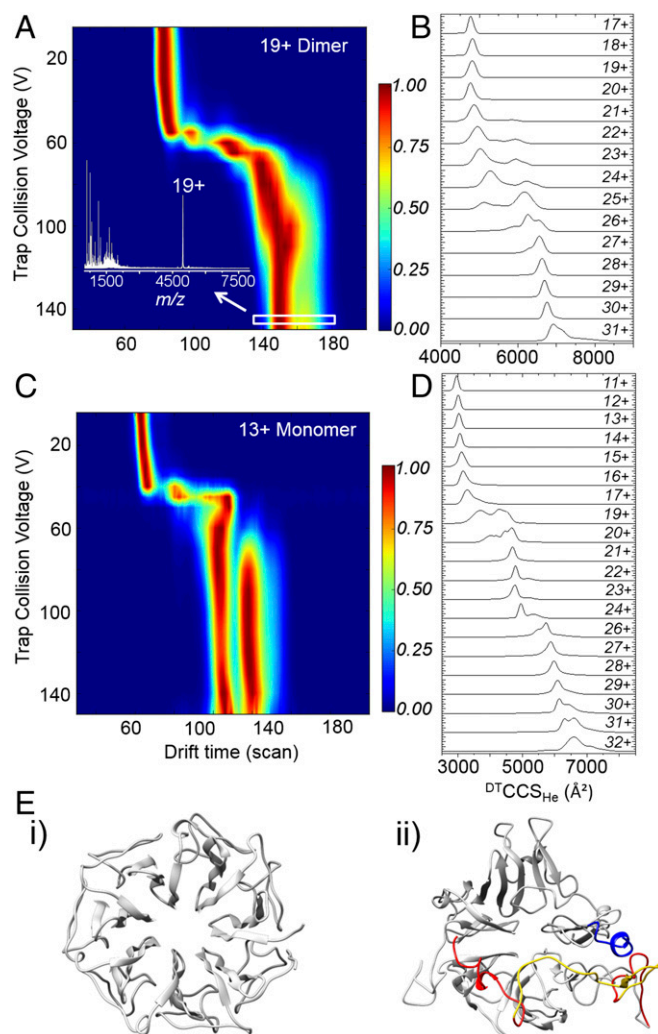 A
19+ Dimer
Trap Collision Voltage (V)
20
60
100
140
19+
1500 4500 7500
m/z
60 100 140 180
1.00
0.75
0.50
0.25
0.00
B
17+
18+
19+
20+
21+
22+
23+
24+
25+
26+
27+
28+
29+
30+
31+
4000 6000 8000
C
13+ Monomer
Trap Collision Voltage (V)
20
60
100
140
60 100 140 180
Drift time (scan)
1.00
0.75
0.50
0.25
0.00
D
11+
12+
13+
14+
15+
16+
17+
19+
20+
21+
22+
23+
24+
26+
27+
28+
29+
30+
31+
32+
3000 5000 7000
ᴰᵀCCS_He (Å²)
E
i)
ii)